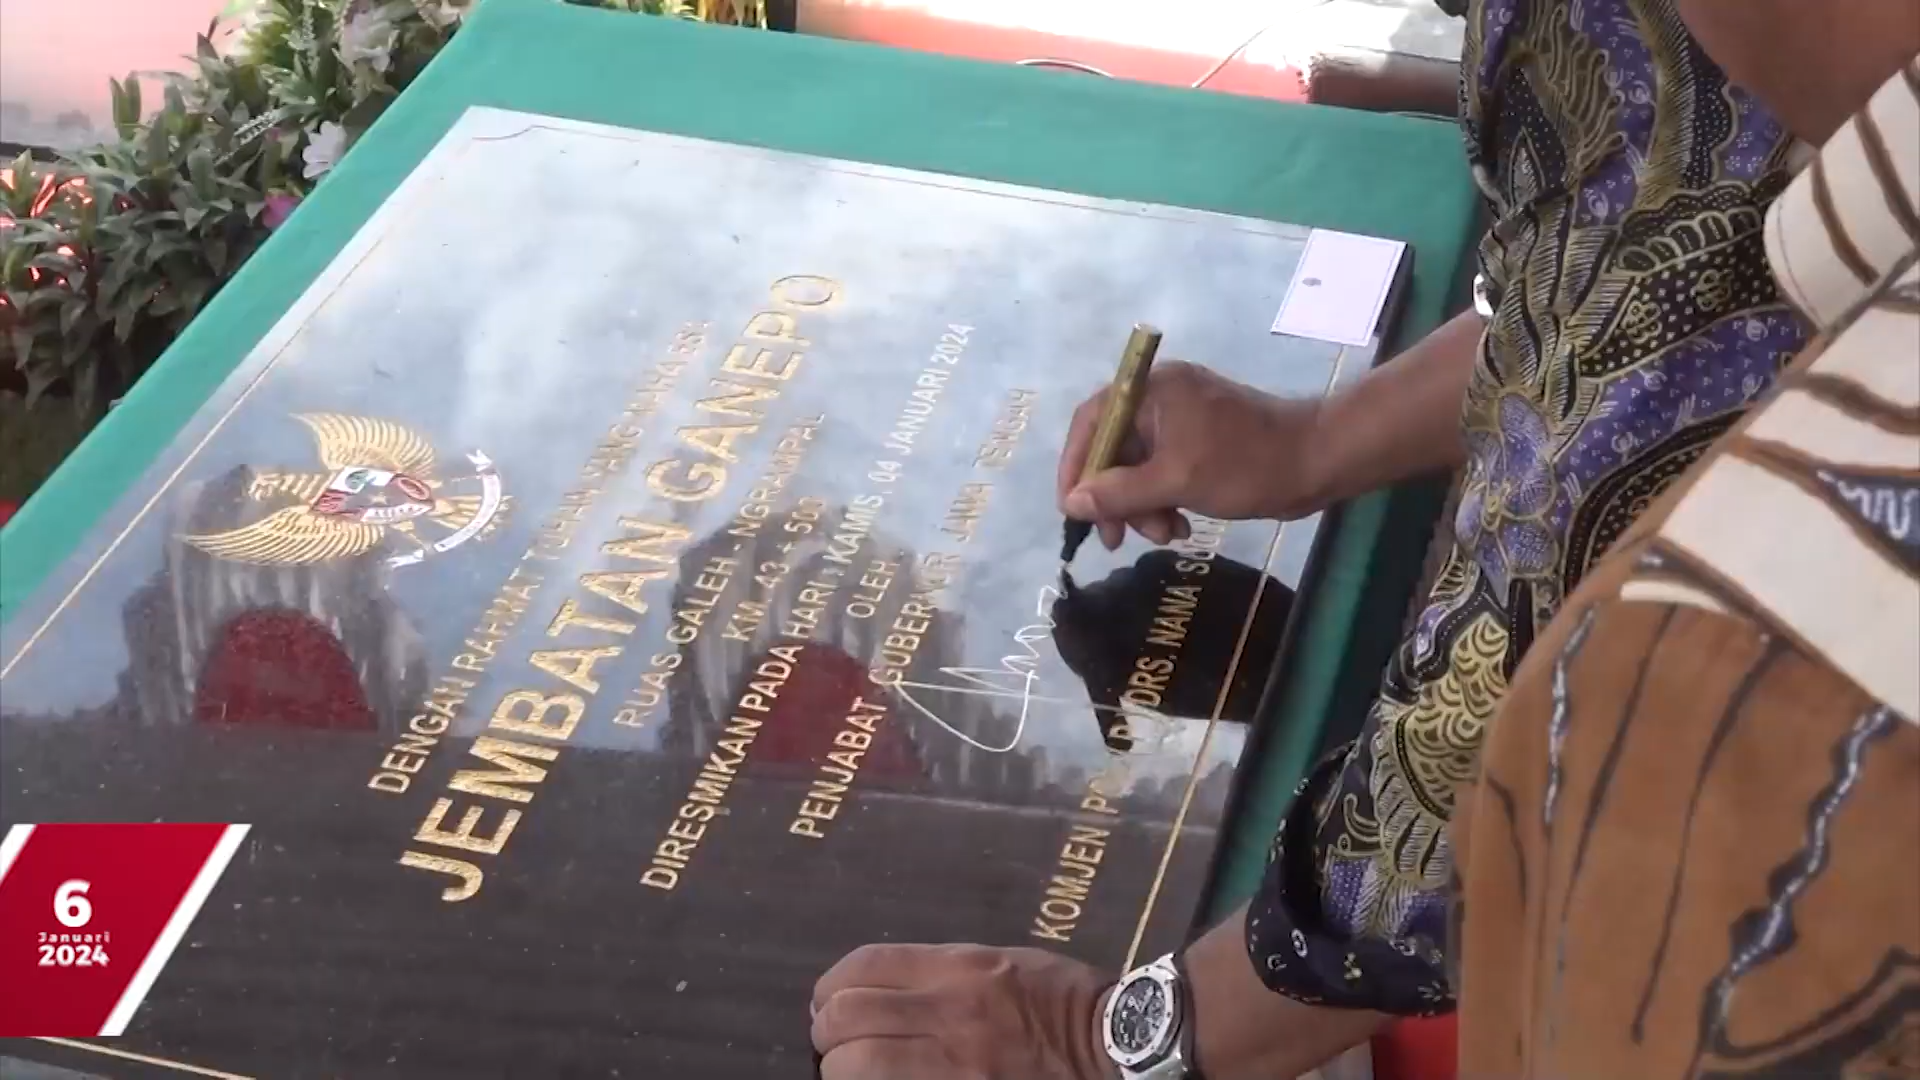 DENGAN RAHMAT TUHAN YANG MAHA ESA
JEMBATAN GANEPO
RUAS GALEH - NGRAMPAL
KM. 43 + 500
DIRESMIKAN PADA HARI : KAMIS, 04 JANUARI 2024
OLEH
PENJABAT GUBERNUR JAWA TENGAH
KOMJEN DRS. NANA
6
Januari
2024